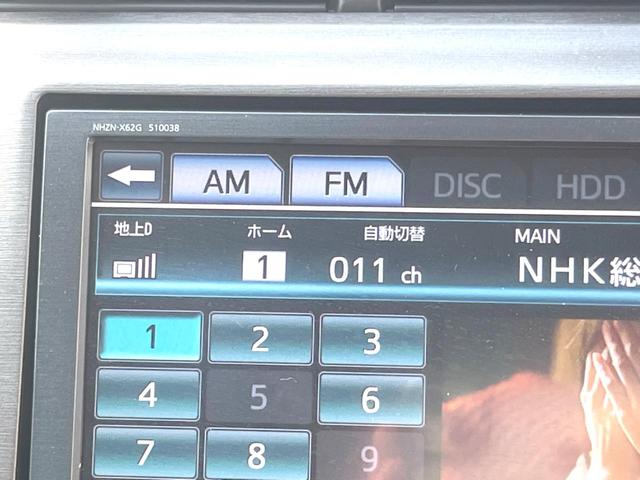 NHZN-X62G 510038
AM FM DISC HDD
地上D ホーム 自動切替 MAIN
1 011 ch NHK総
1 2 3
4 5 6
7 8 9